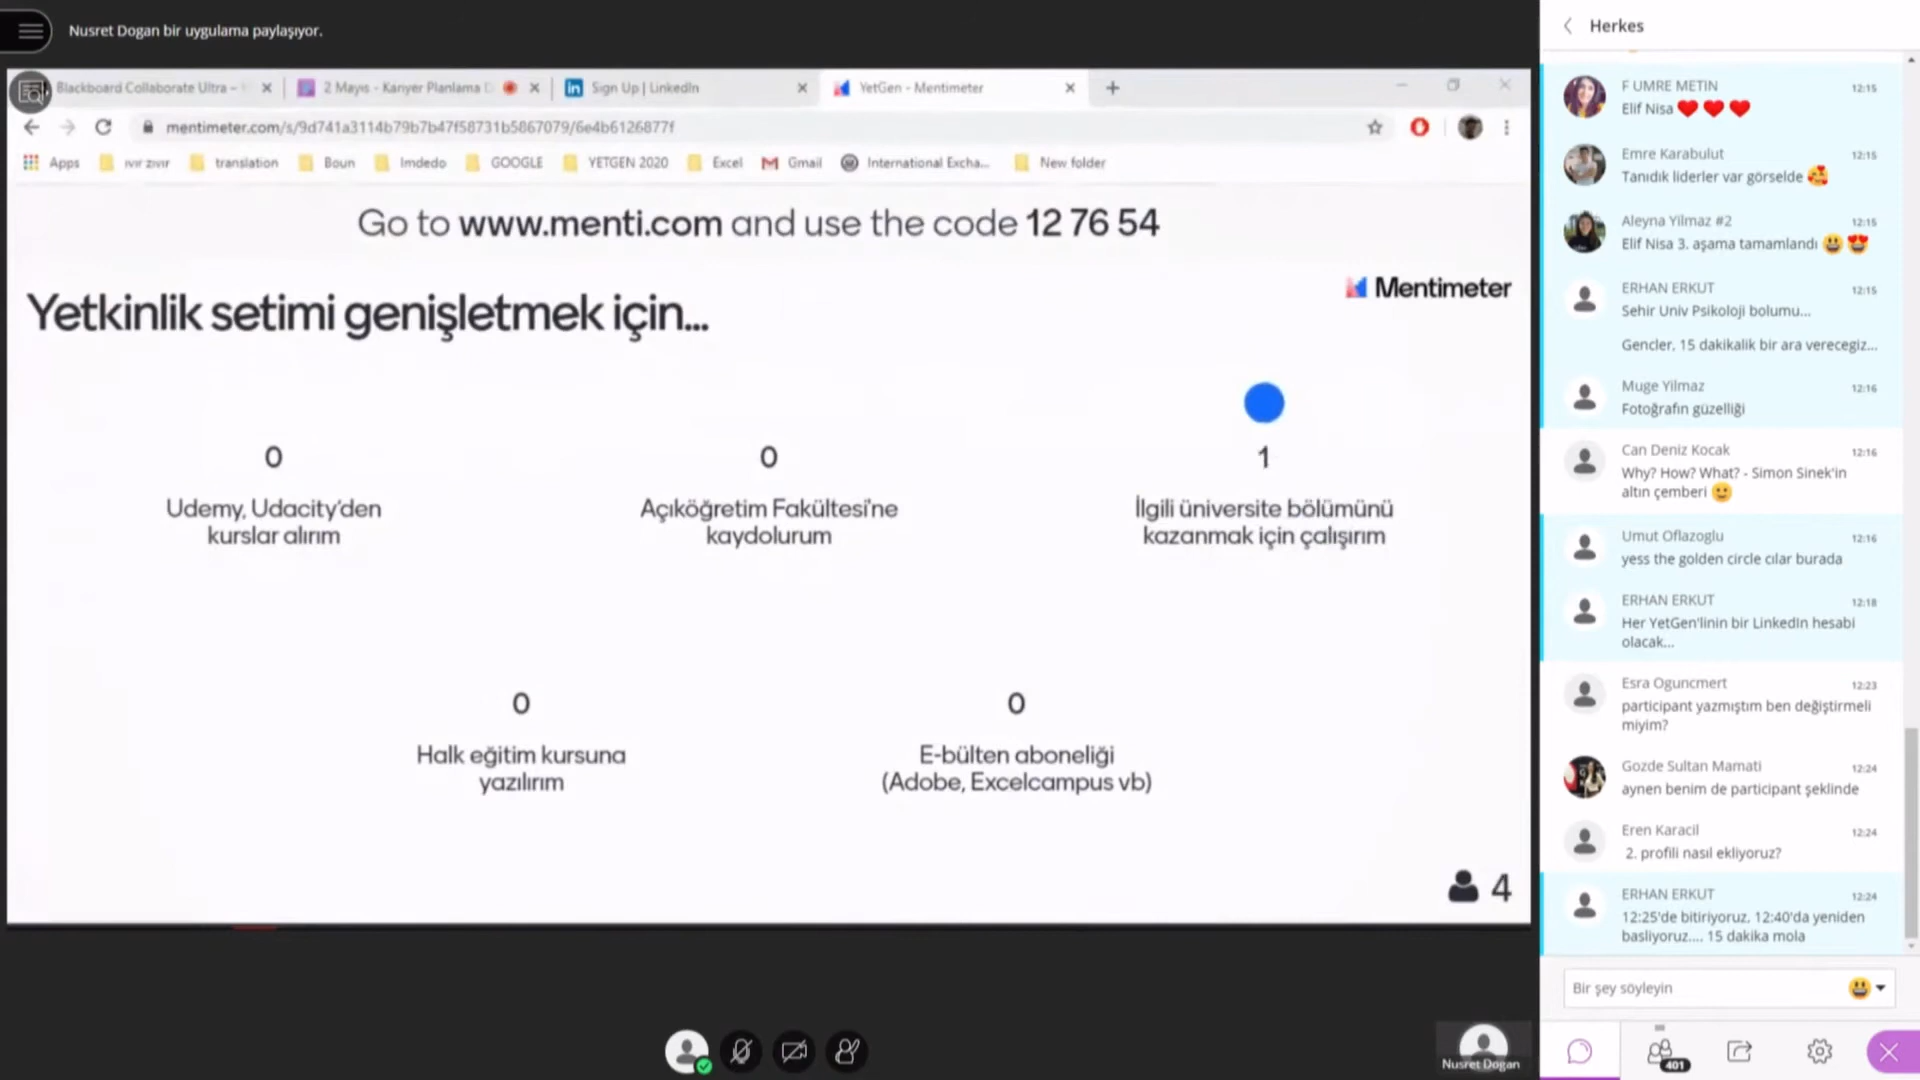 Nusret Dogan bir uygulama paylaşıyor.
Blackboard Collaborate Ultra –
2 Mayıs - Kariyer Planlama D
Sign Up | LinkedIn
YetGen - Mentimeter
mentimeter.com/s/9d741a3114b79b7b47f58731b5867079/6e4b6126877f
Apps
ıvır zıvır
translation
Boun
Imdedo
GOOGLE
YETGEN 2020
Excel
Gmail
International Excha...
New folder
Go to www.menti.com and use the code 12 76 54
Mentimeter
Yetkinlik setimi genişletmek için...
0
Udemy, Udacity'den
kurslar alırım
0
Açıköğretim Fakültesi'ne
kaydolurum
1
İlgili üniversite bölümünü
kazanmak için çalışırım
0
Halk eğitim kursuna
yazılırım
0
E-bülten aboneliği
(Adobe, Excelcampus vb)
4
Nusret Dogan
Herkes
F UMRE METIN 12:15
Elif Nisa ❤️ ❤️ ❤️
Emre Karabulut 12:15
Tanıdık liderler var görselde 🥰
Aleyna Yilmaz #2 12:15
Elif Nisa 3. aşama tamamlandı 😃 😍
ERHAN ERKUT 12:15
Sehir Univ Psikoloji bolumu...
Gencler, 15 dakikalik bir ara verecegiz...
Muge Yilmaz 12:16
Fotoğrafın güzelliği
Can Deniz Kocak 12:16
Why? How? What? - Simon Sinek'in
altın çemberi 🙂
Umut Oflazoglu 12:16
yess the golden circle cılar burada
ERHAN ERKUT 12:18
Her YetGen'linin bir LinkedIn hesabi
olacak...
Esra Oguncmert 12:23
participant yazmıştım ben değiştirmeli
miyim?
Gozde Sultan Mamati 12:24
aynen benim de participant şeklinde
Eren Karacil 12:24
2. profili nasıl ekliyoruz?
ERHAN ERKUT 12:24
12:25'de bitiriyoruz. 12:40'da yeniden
basliyoruz.... 15 dakika mola
Bir şey söyleyin
401